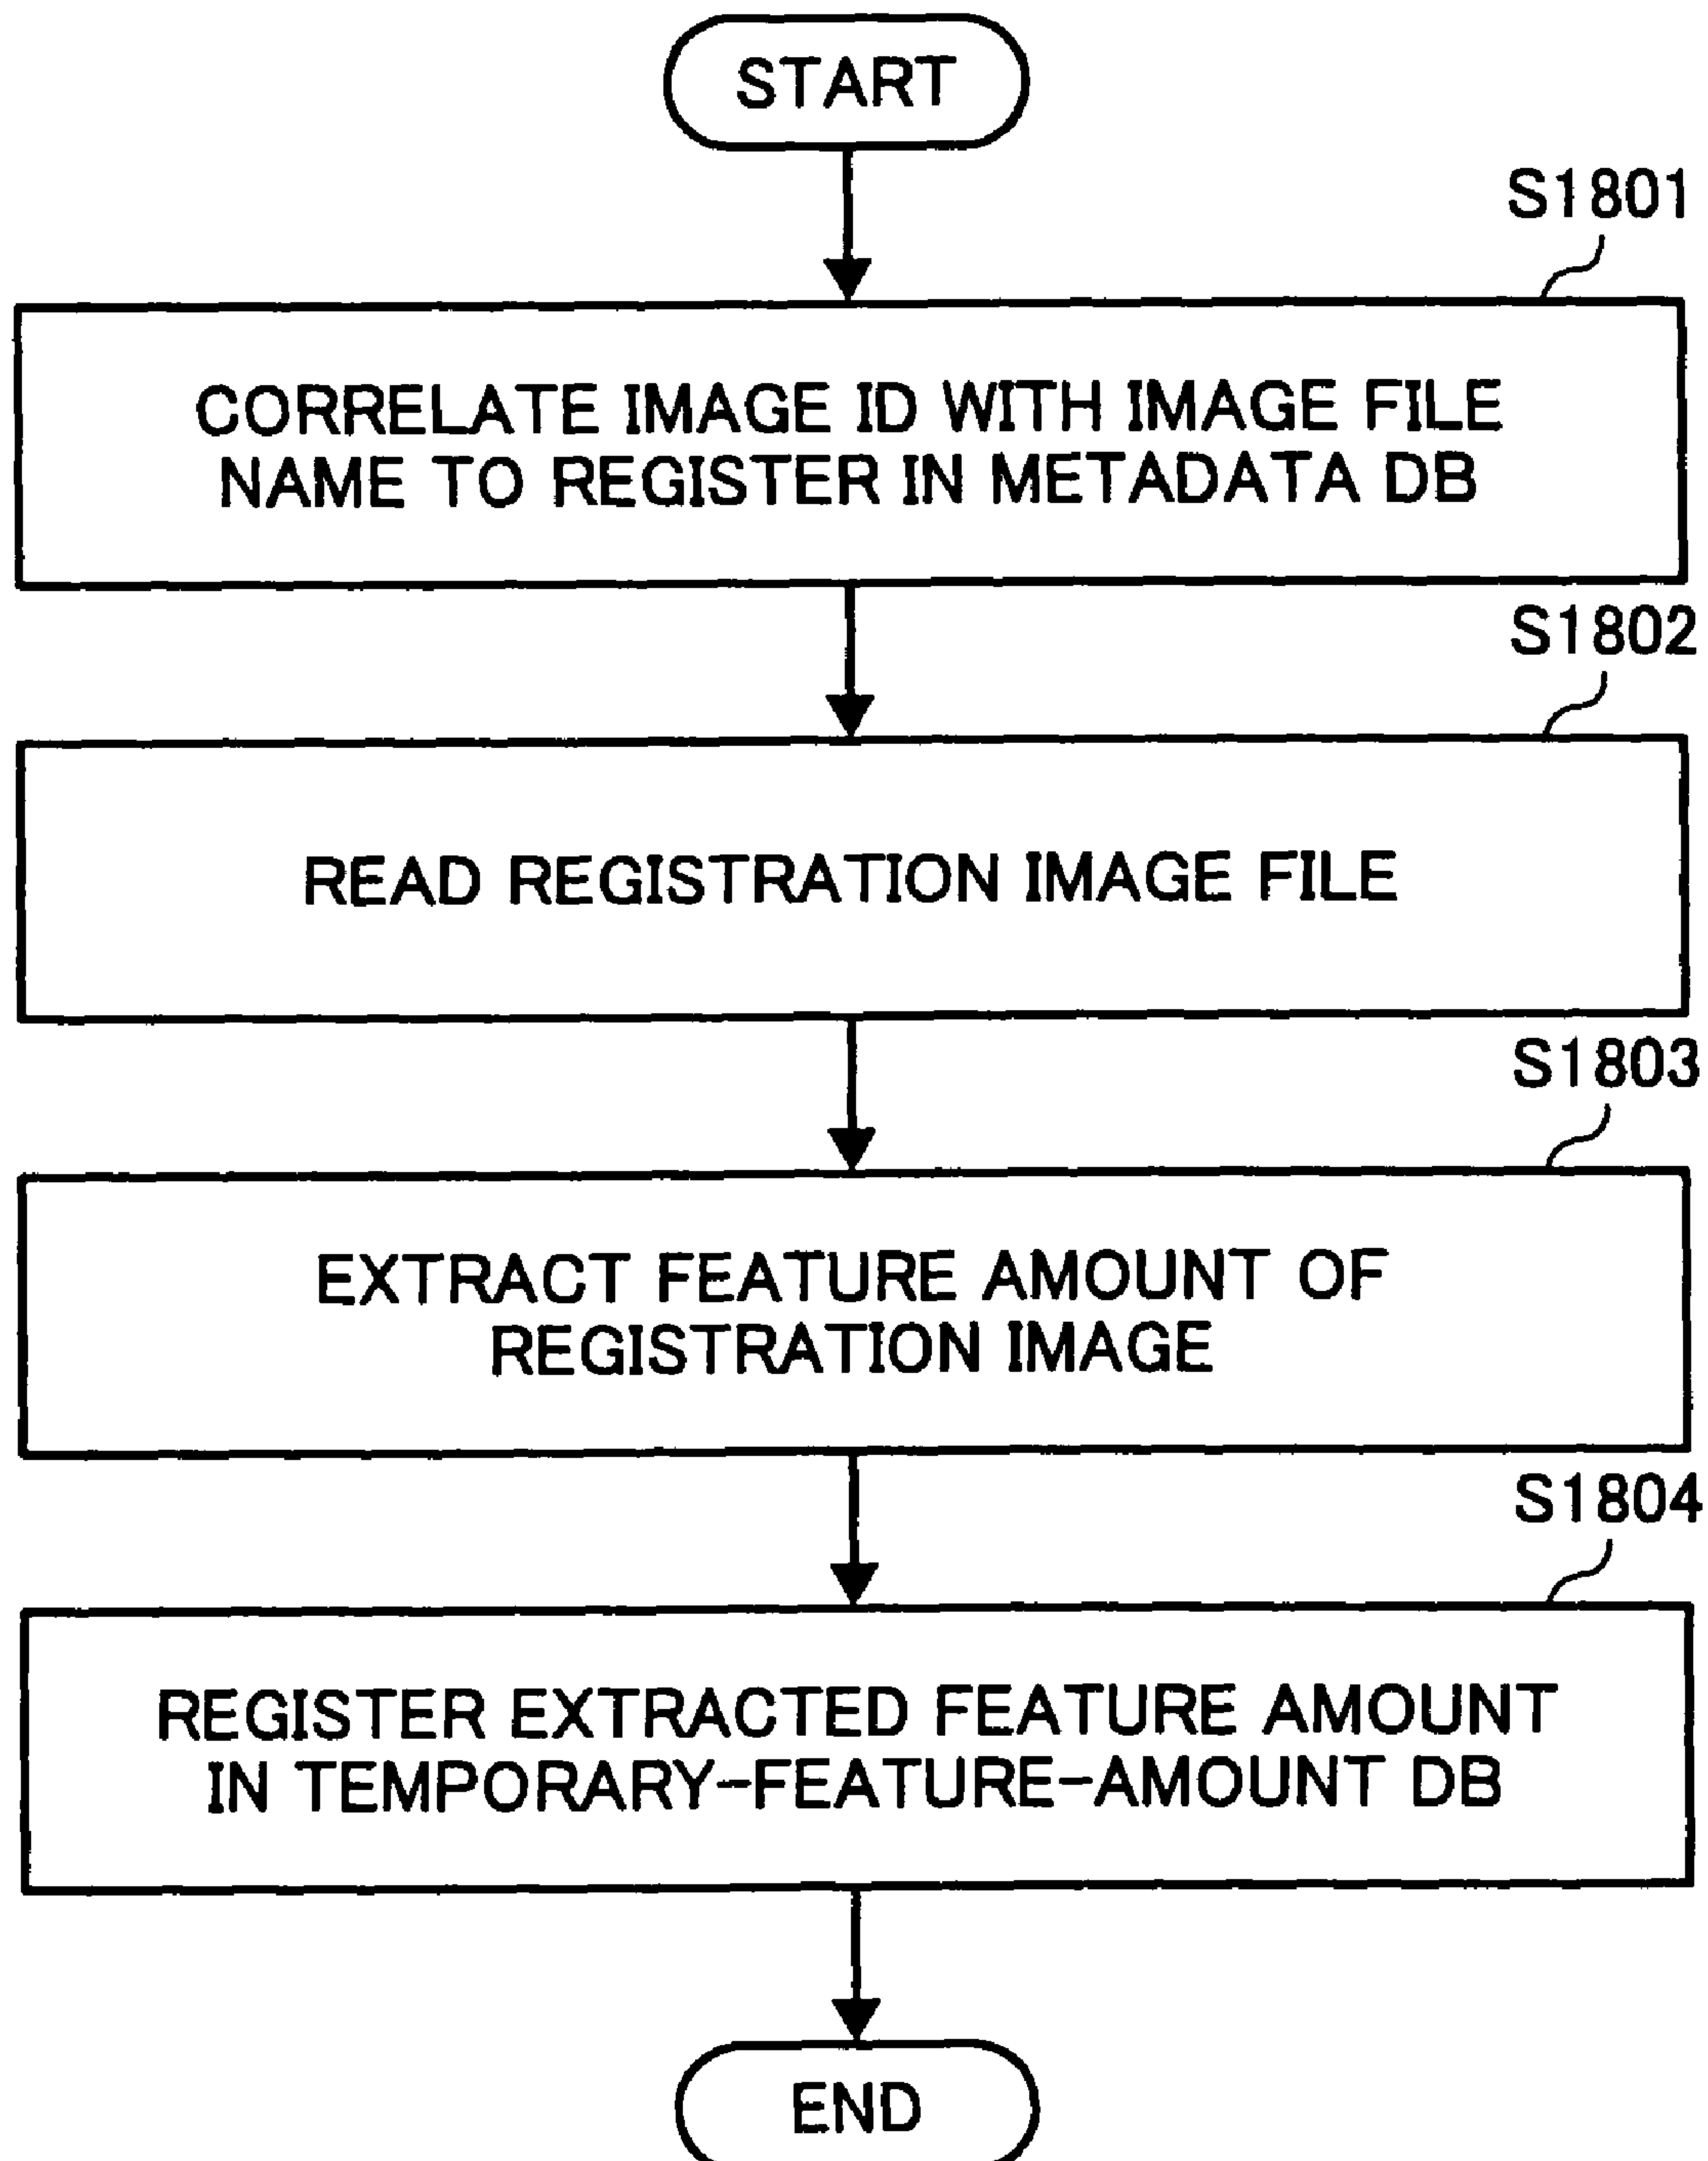 START
S1801
CORRELATE IMAGE ID WITH IMAGE FILE
NAME TO REGISTER IN METADATA DB
S1802
READ REGISTRATION IMAGE FILE
S1803
EXTRACT FEATURE AMOUNT OF
REGISTRATION IMAGE
S1804
REGISTER EXTRACTED FEATURE AMOUNT
IN TEMPORARY-FEATURE-AMOUNT DB
END